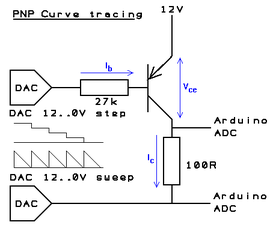 PNP Curve tracing
12V
Ib
DAC
27k
Vce
DAC 12..0V step
Arduino
ADC
Ic
100R
DAC 12..0V sweep
Arduino
ADC
DAC